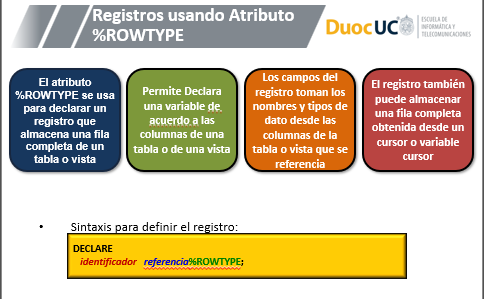 Registros usando Atributo
%ROWTYPE
DuocUC
ESCUELA DE
INFORMÁTICA Y
TELECOMUNICACIONES
El atributo
%ROWTYPE se usa
para declarar un
registro que
almacena una fila
completa de un
tabla o vista
Permite Declara
una variable de
acuerdo a las
columnas de una
tabla o de una vista
Los campos del
registro toman los
nombres y tipos de
dato desde las
columnas de la
tabla o vista que se
referencia
El registro también
puede almacenar
una fila completa
obtenida desde un
cursor o variable
cursor
• Sintaxis para definir el registro:
DECLARE
identificador referencia%ROWTYPE;